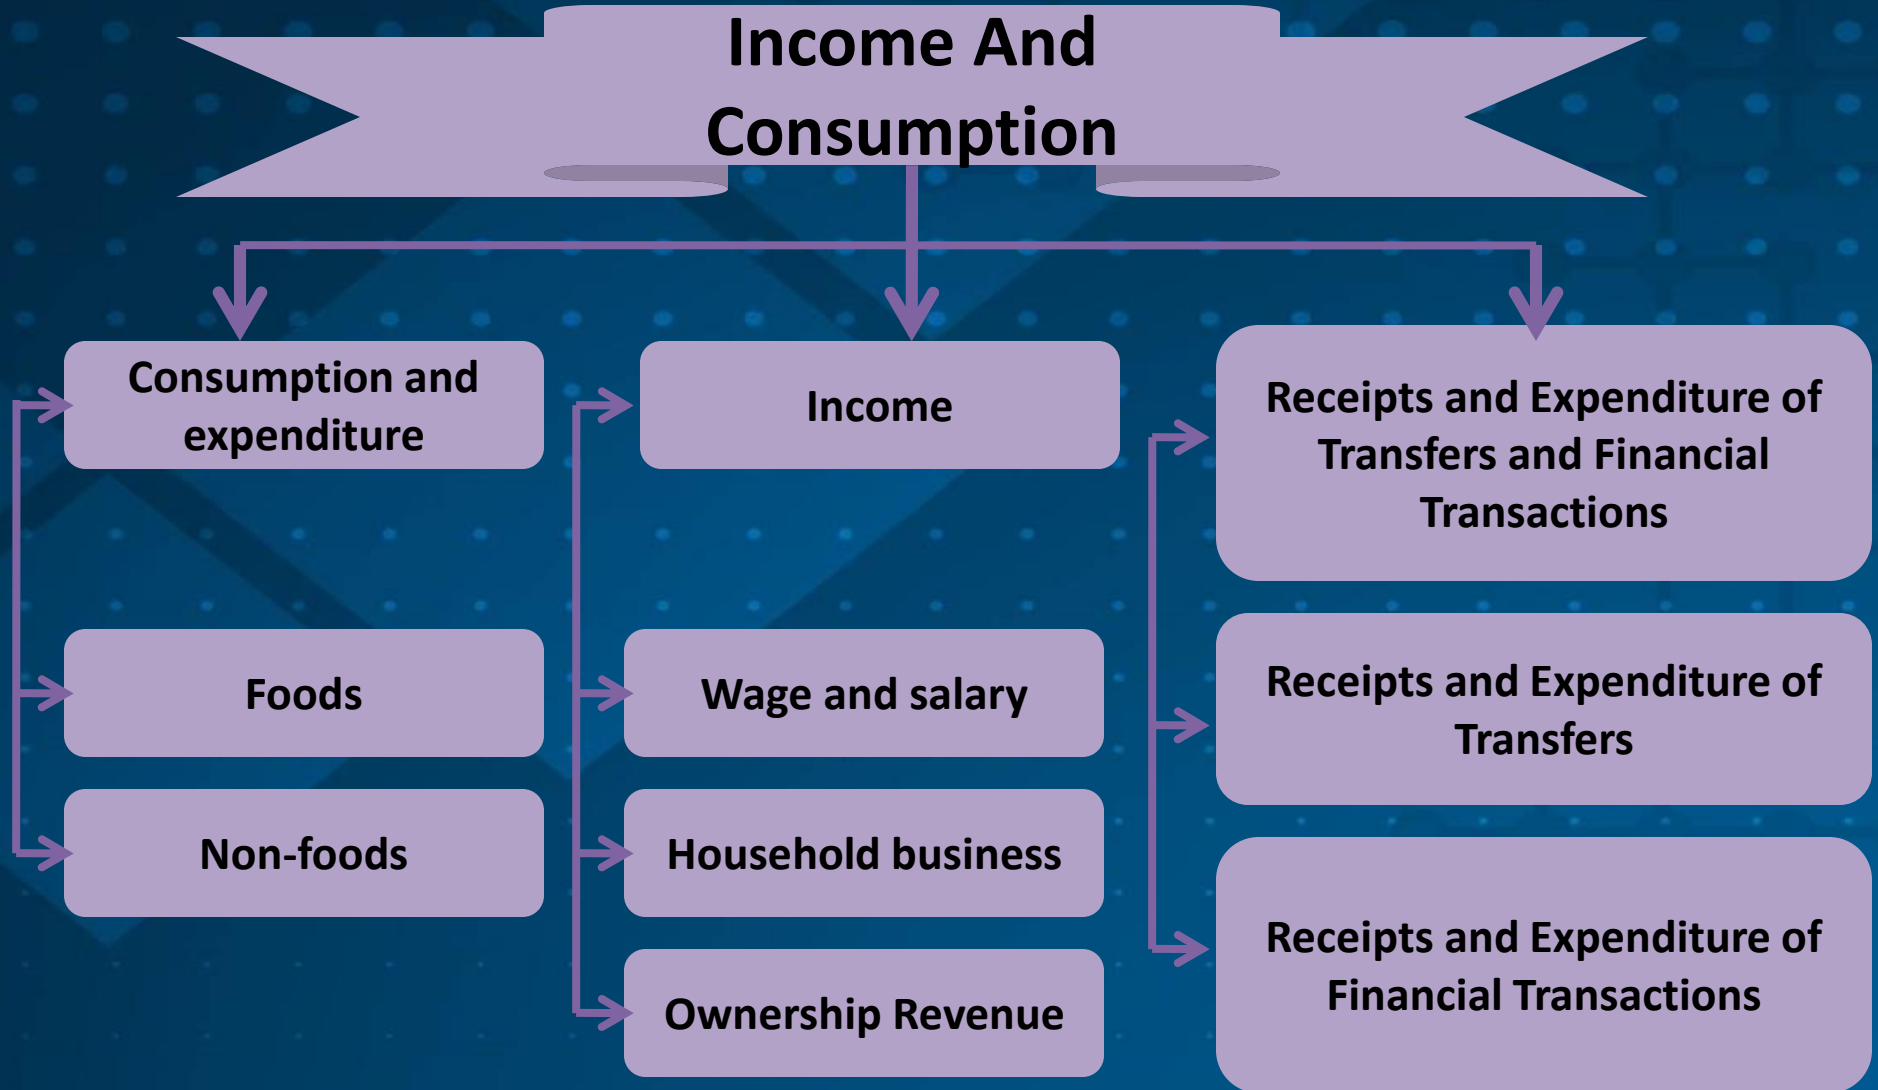 Income And
Consumption
Consumption and
expenditure
Foods
Non-foods
Income
Wage and salary
Household business
Ownership Revenue
Receipts and Expenditure of
Transfers and Financial
Transactions
Receipts and Expenditure of
Transfers
Receipts and Expenditure of
Financial Transactions